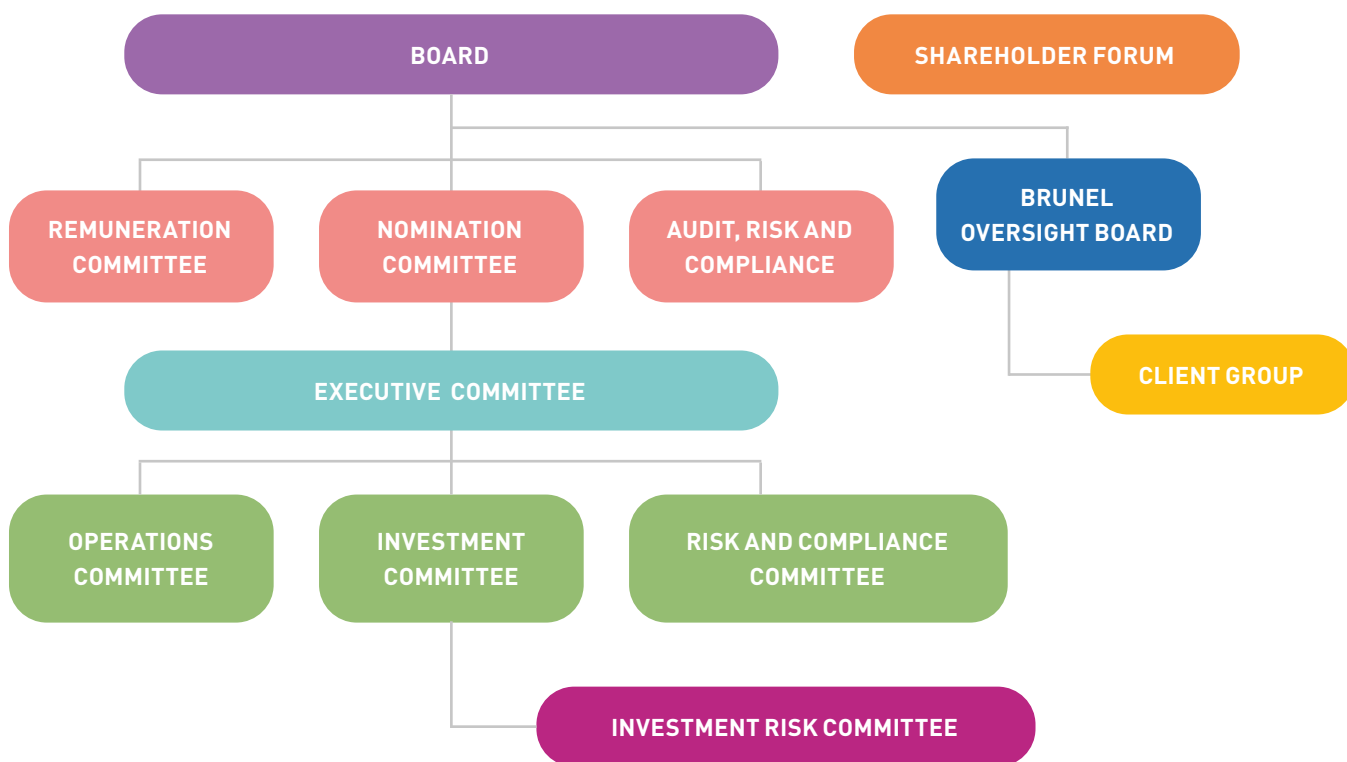 BOARD
SHAREHOLDER FORUM
REMUNERATION
COMMITTEE
NOMINATION
COMMITTEE
AUDIT, RISK AND
COMPLIANCE
BRUNEL
OVERSIGHT BOARD
EXECUTIVE COMMITTEE
CLIENT GROUP
OPERATIONS
COMMITTEE
INVESTMENT
COMMITTEE
RISK AND COMPLIANCE
COMMITTEE
INVESTMENT RISK COMMITTEE